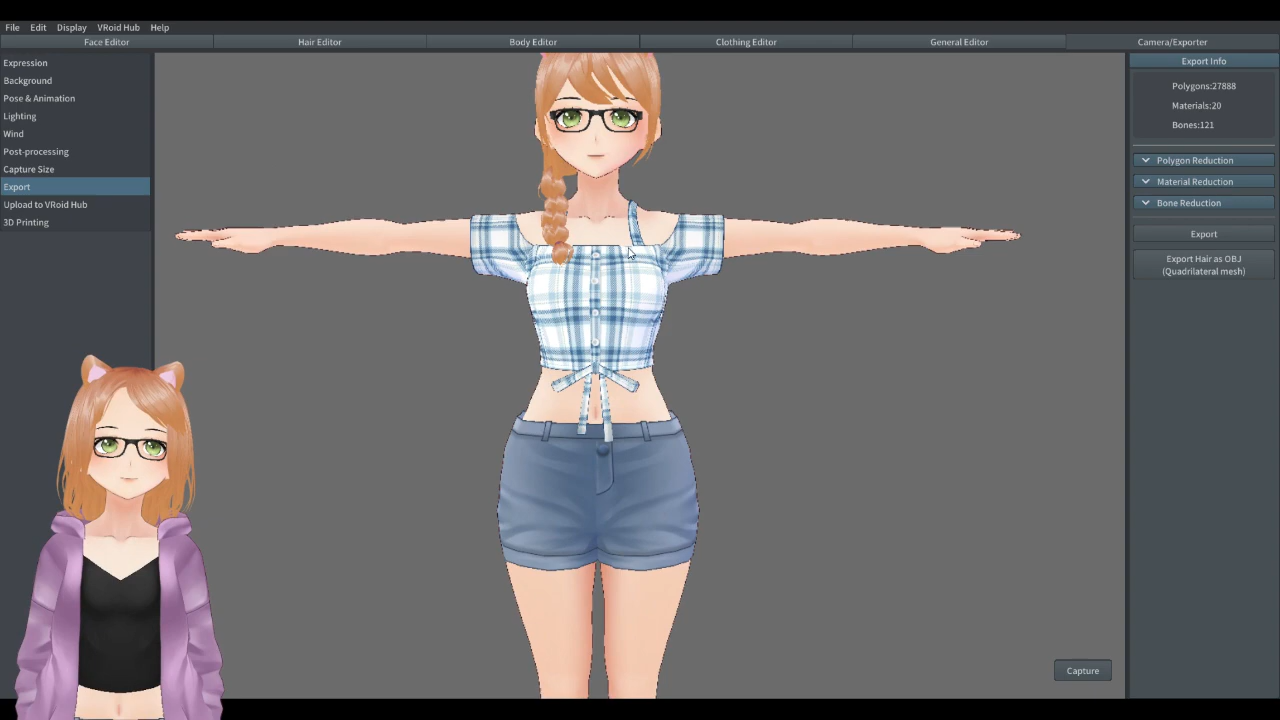 File Edit Display VRoid Hub Help
Face Editor Hair Editor Body Editor Clothing Editor General Editor Camera/Exporter
Expression
Background
Pose & Animation
Lighting
Wind
Post-processing
Capture Size
Export
Upload to VRoid Hub
3D Printing
Export Info
Polygons:27888
Materials:20
Bones:121
Polygon Reduction
Material Reduction
Bone Reduction
Export
Export Hair as OBJ
(Quadrilateral mesh)
Capture